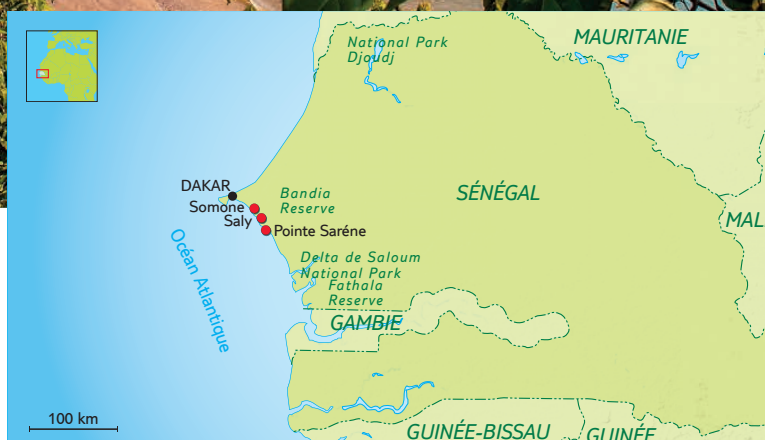 National Park
Djoudj
MAURITANIE
DAKAR
Somone
Saly
Bandia
Reserve
SÉNÉGAL
MAL
Pointe Saréne
Océan Atlantique
Delta de Saloum
National Park
Fathala
Reserve
GAMBIE
100 km
GUINÉE-BISSAU
GUINÉE